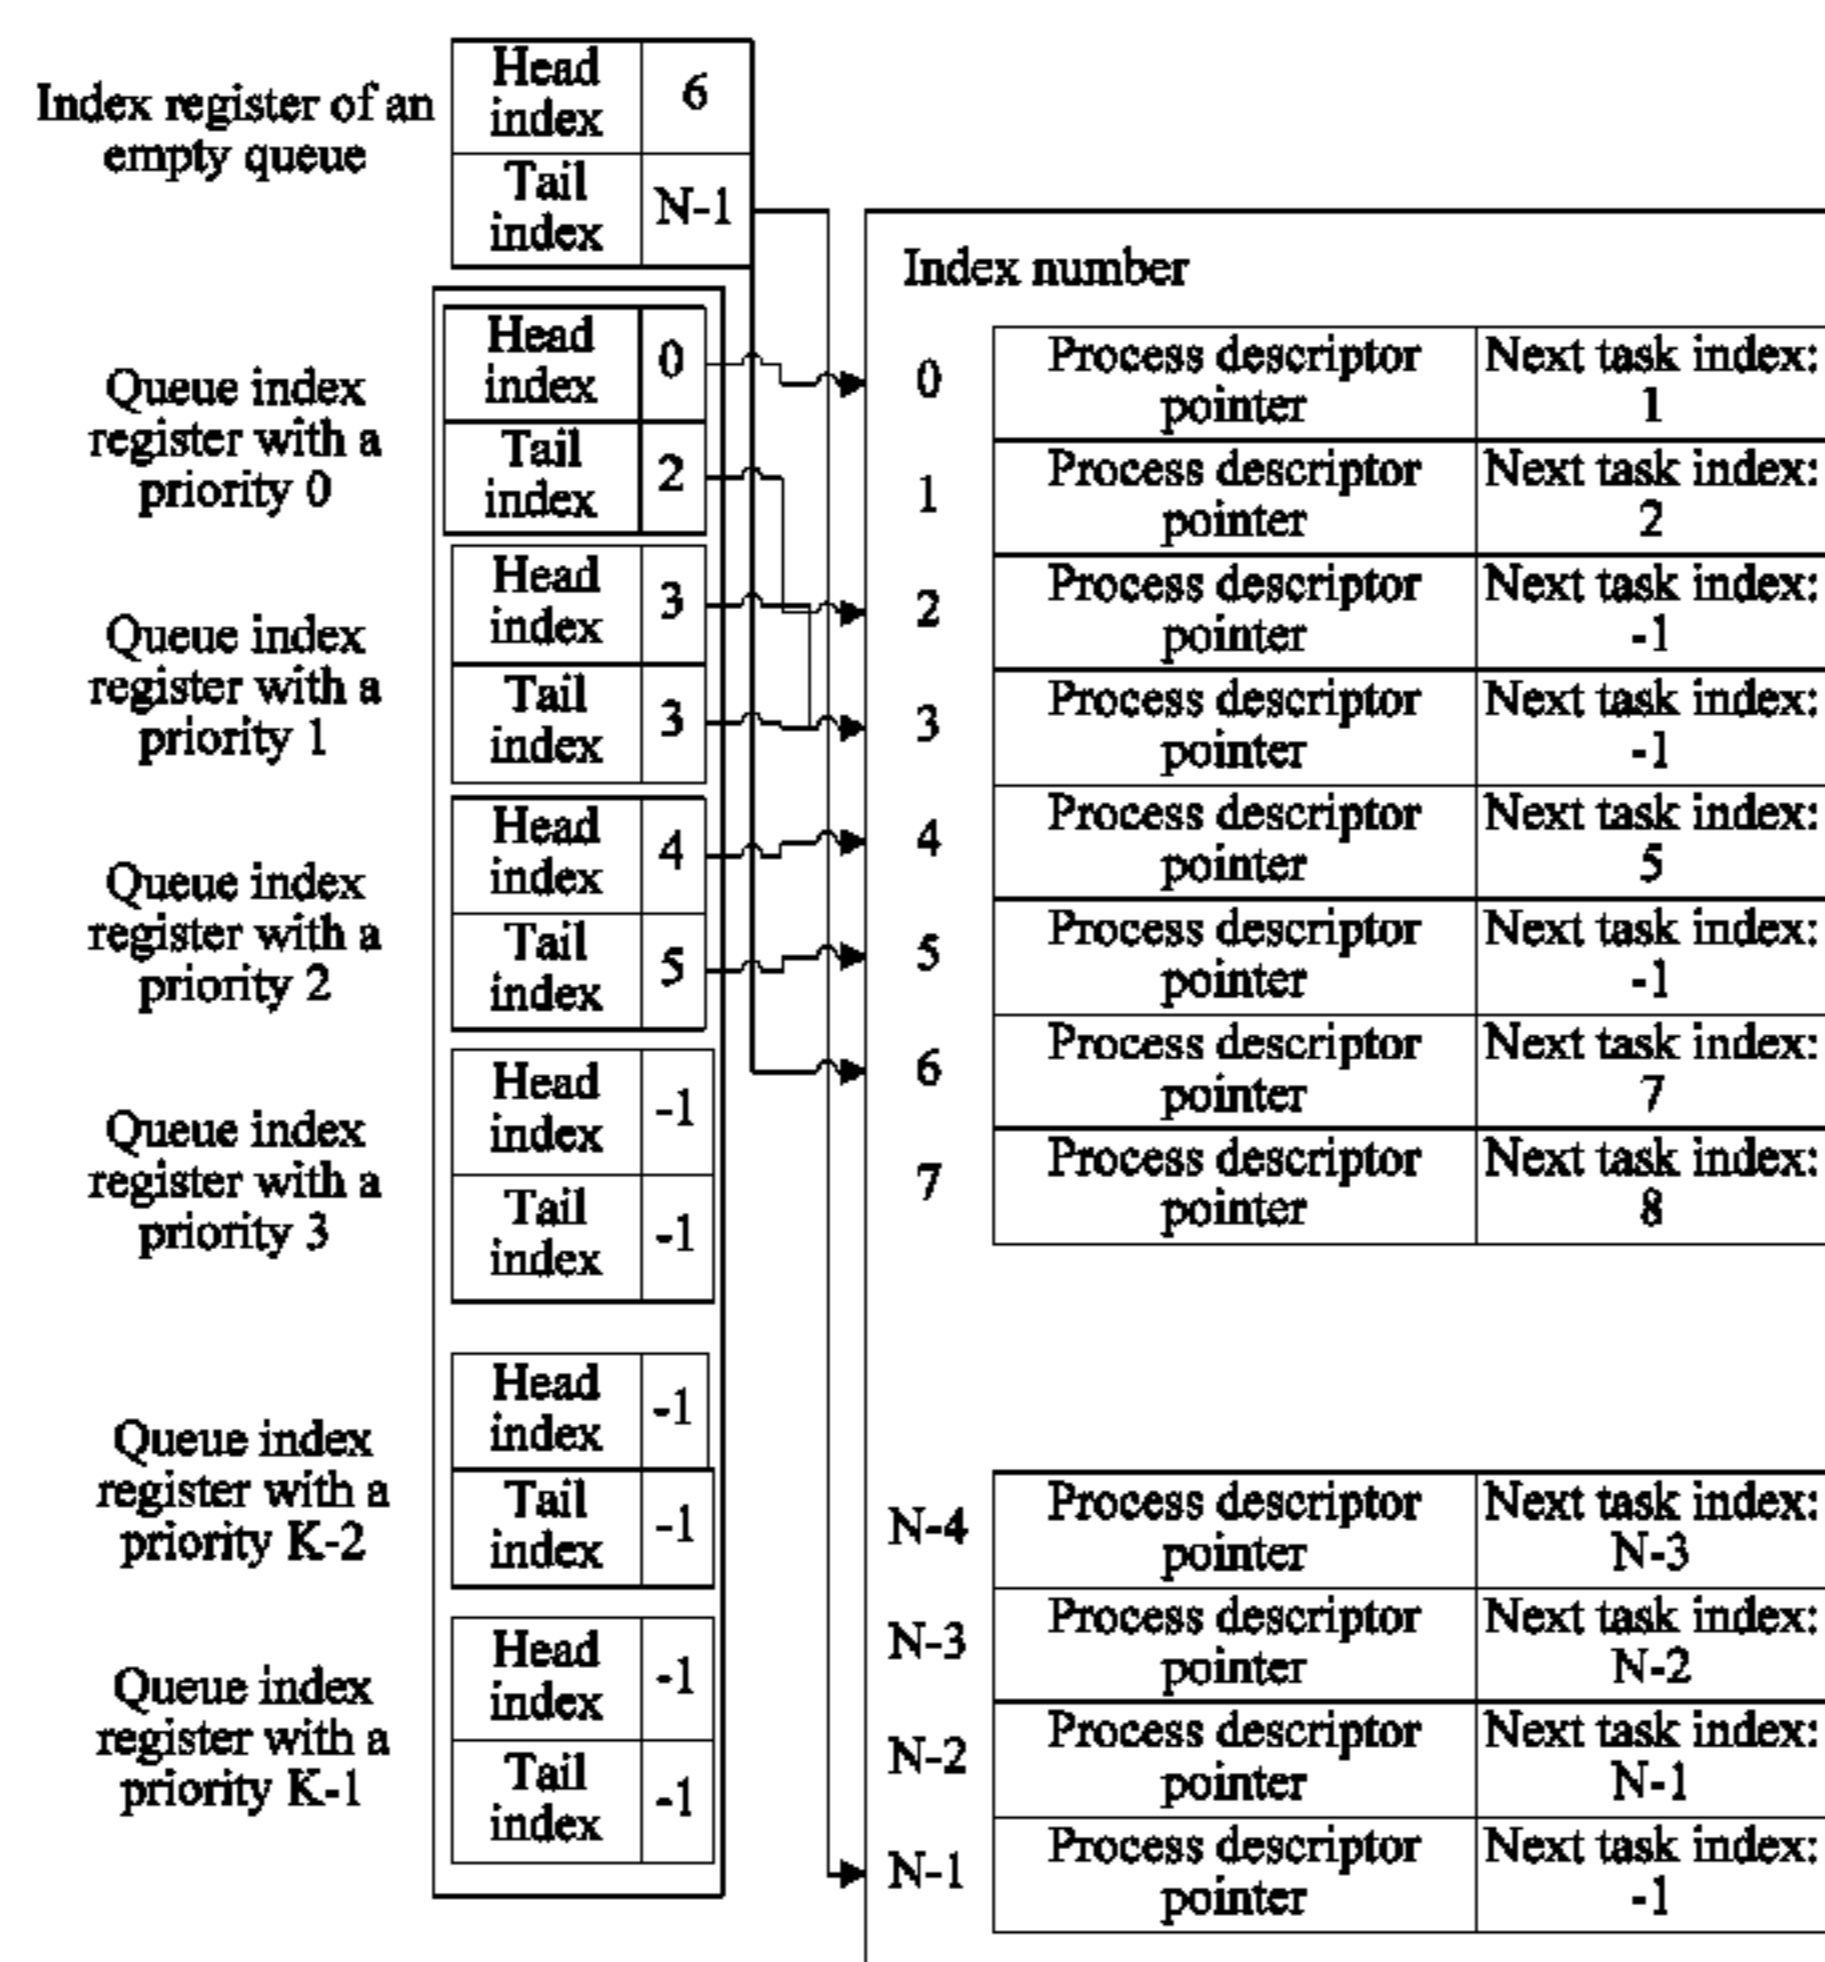 Index register of an
empty queue
Head
index
6
Tail
index
N-1
Queue index
register with a
priority 0
Head
index
0
Tail
index
2
Queue index
register with a
priority 1
Head
index
3
Tail
index
3
Queue index
register with a
priority 2
Head
index
4
Tail
index
5
Queue index
register with a
priority 3
Head
index
-1
Tail
index
-1
Queue index
register with a
priority K-2
Head
index
-1
Tail
index
-1
Queue index
register with a
priority K-1
Head
index
-1
Tail
index
-1
Index number
0
Process descriptor
pointer
Next task index:
1
1
Process descriptor
pointer
Next task index:
2
2
Process descriptor
pointer
Next task index:
-1
3
Process descriptor
pointer
Next task index:
-1
4
Process descriptor
pointer
Next task index:
5
5
Process descriptor
pointer
Next task index:
-1
6
Process descriptor
pointer
Next task index:
7
7
Process descriptor
pointer
Next task index:
8
N-4
Process descriptor
pointer
Next task index:
N-3
N-3
Process descriptor
pointer
Next task index:
N-2
N-2
Process descriptor
pointer
Next task index:
N-1
N-1
Process descriptor
pointer
Next task index:
-1